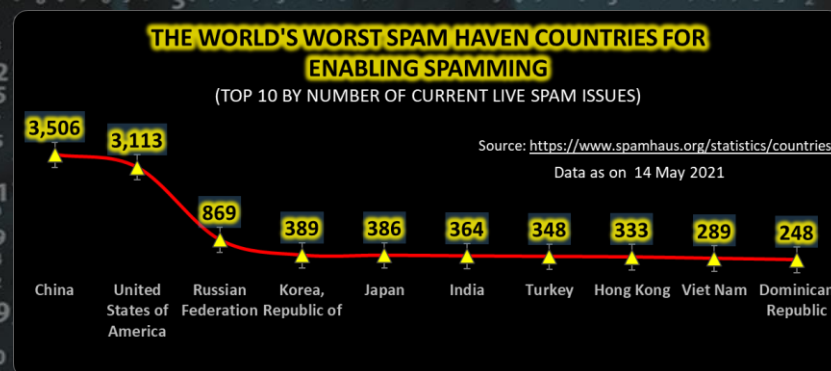 THE WORLD'S WORST SPAM HAVEN COUNTRIES FOR
ENABLING SPAMMING
(TOP 10 BY NUMBER OF CURRENT LIVE SPAM ISSUES)
Source: https://www.spamhaus.org/statistics/countries
Data as on 14 May 2021
3,506
3,113
869
389
386
364
348
333
289
248
China
United
States of
America
Russian
Federation
Korea,
Republic of
Japan
India
Turkey
Hong Kong
Viet Nam
Dominican
Republic